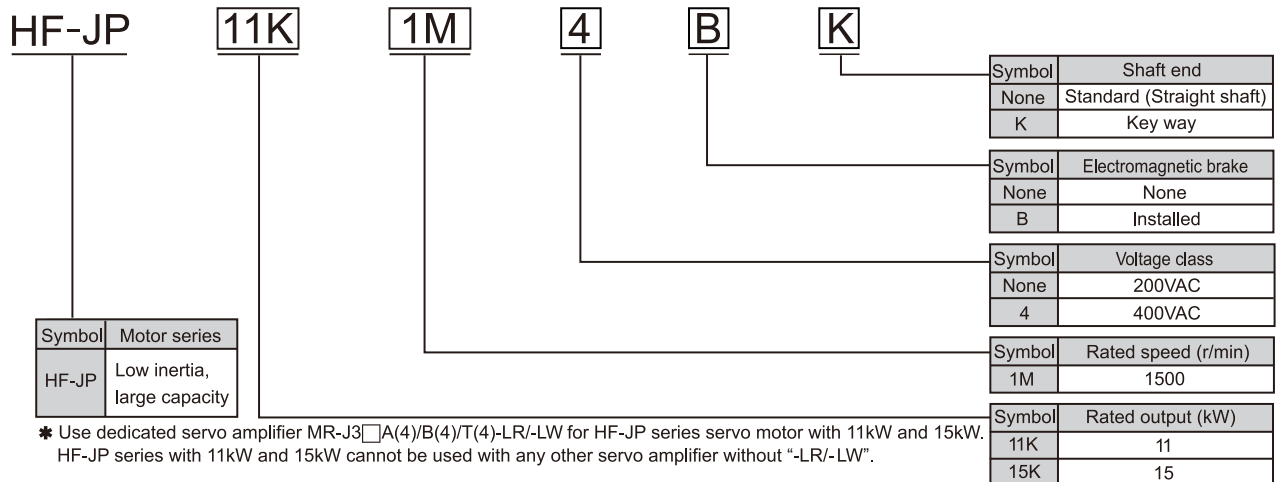 HF-JP 11K 1M 4 B K
Symbol Shaft end
None Standard (Straight shaft)
K Key way
Symbol Electromagnetic brake
None None
B Installed
Symbol Voltage class
None 200VAC
4 400VAC
Symbol Rated speed (r/min)
1M 1500
Symbol Rated output (kW)
11K 11
15K 15
Symbol Motor series
HF-JP Low inertia,
large capacity
✱ Use dedicated servo amplifier MR-J3□A(4)/B(4)/T(4)-LR/-LW for HF-JP series servo motor with 11kW and 15kW.
HF-JP series with 11kW and 15kW cannot be used with any other servo amplifier without “-LR/-LW”.